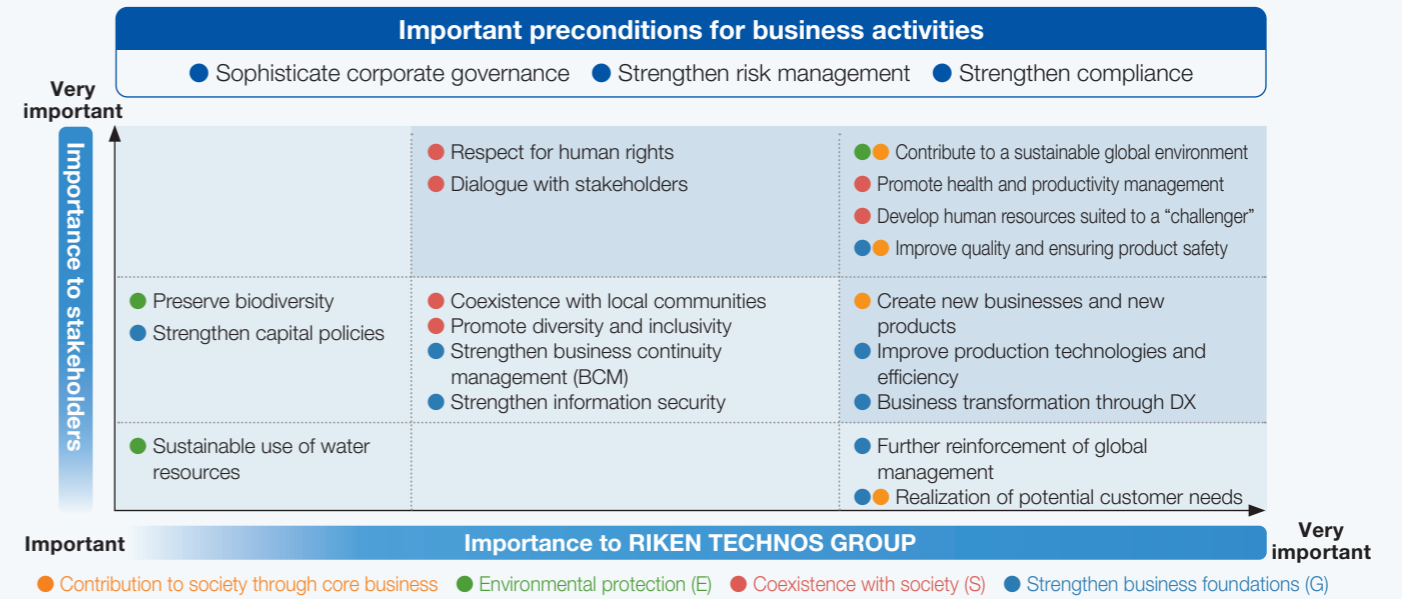 Important preconditions for business activities
Sophisticate corporate governance Strengthen risk management Strengthen compliance
Very
important
Importance to stakeholders
Respect for human rights
Dialogue with stakeholders
Contribute to a sustainable global environment
Promote health and productivity management
Develop human resources suited to a “challenger”
Improve quality and ensuring product safety
Preserve biodiversity
Strengthen capital policies
Coexistence with local communities
Promote diversity and inclusivity
Strengthen business continuity
management (BCM)
Strengthen information security
Create new businesses and new
products
Improve production technologies and
efficiency
Business transformation through DX
Sustainable use of water
resources
Further reinforcement of global
management
Realization of potential customer needs
Important
Importance to RIKEN TECHNOS GROUP
Very
important
Contribution to society through core business Environmental protection (E) Coexistence with society (S) Strengthen business foundations (G)